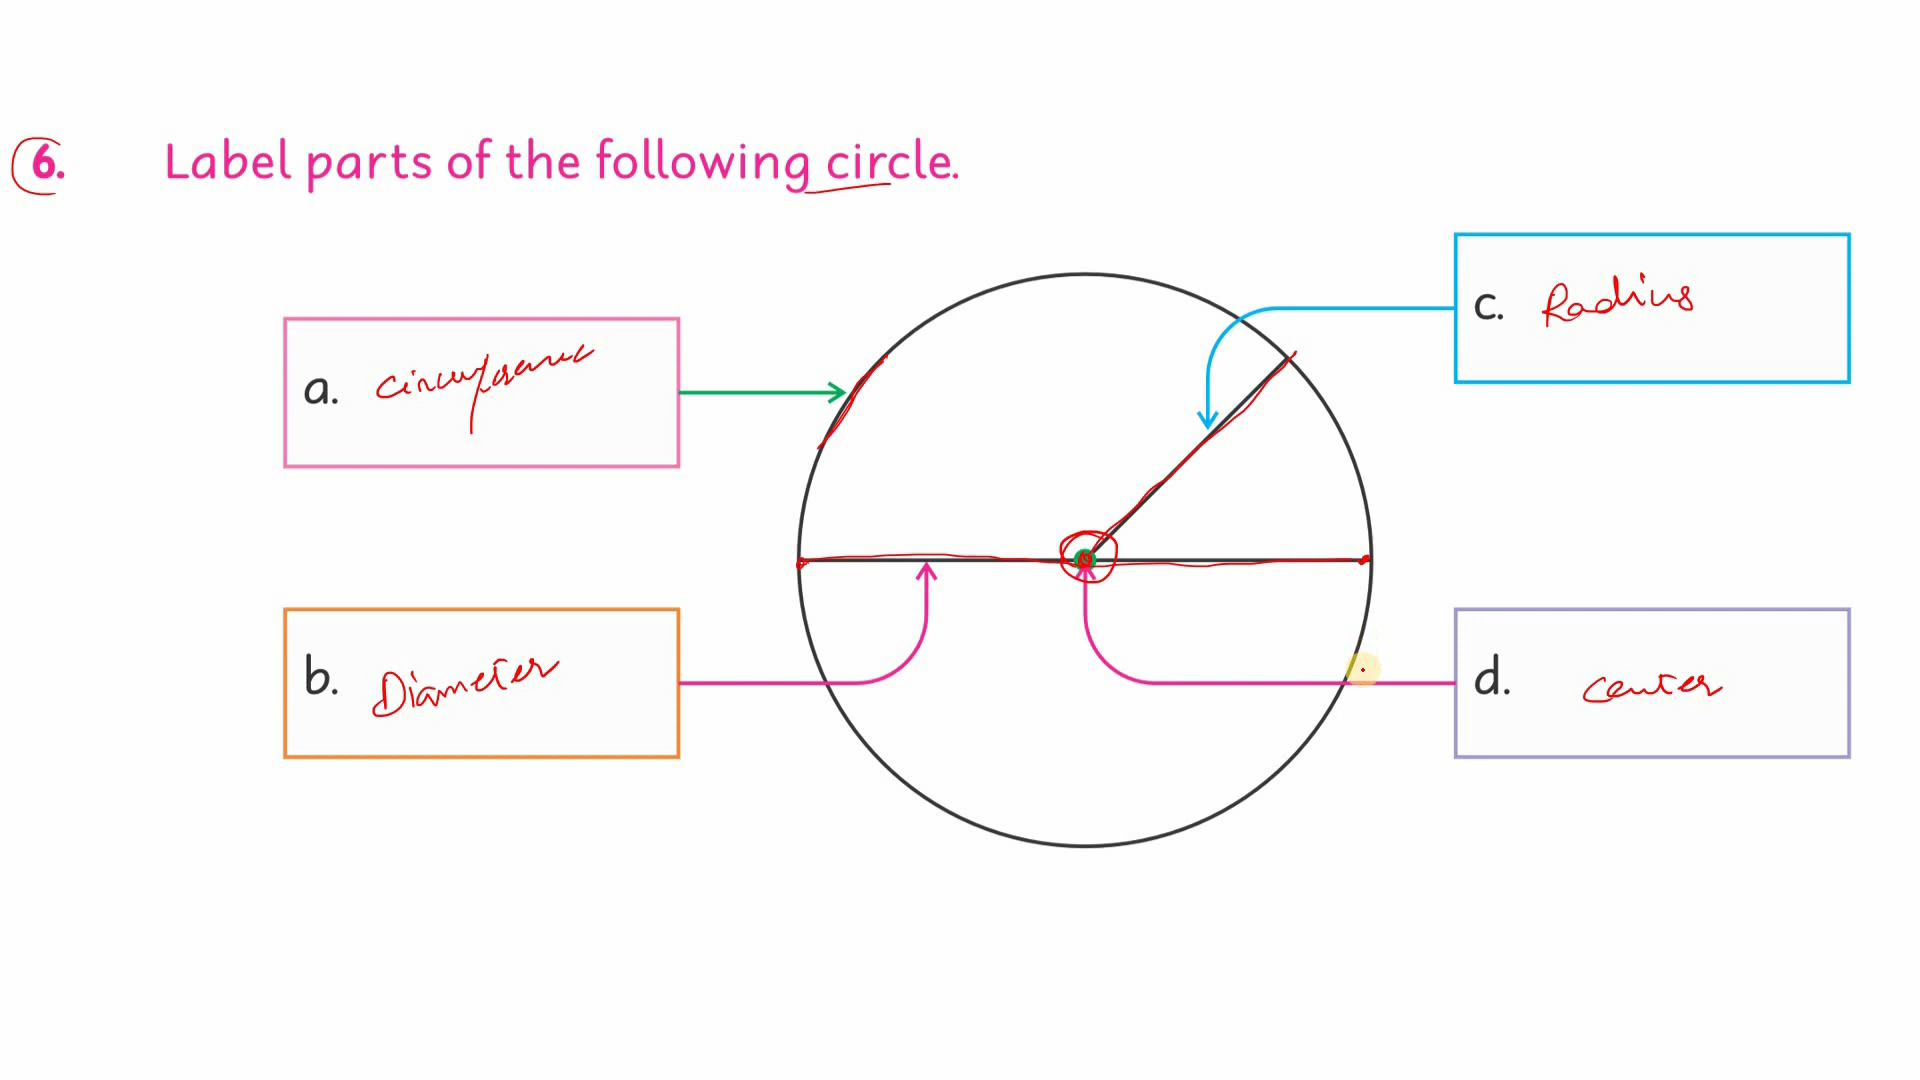 6. Label parts of the following circle.
a.
b. Diameter
c. Radius
d. center